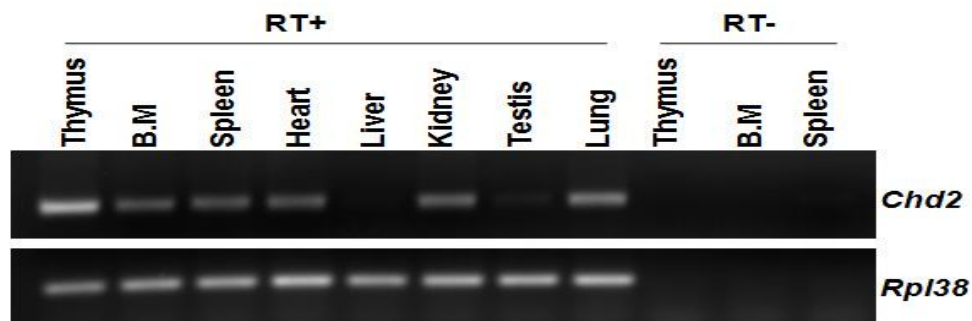 RT+ RT-
Thymus B.M Spleen Heart Liver Kidney Testis Lung Thymus B.M Spleen
Chd2
Rpl38